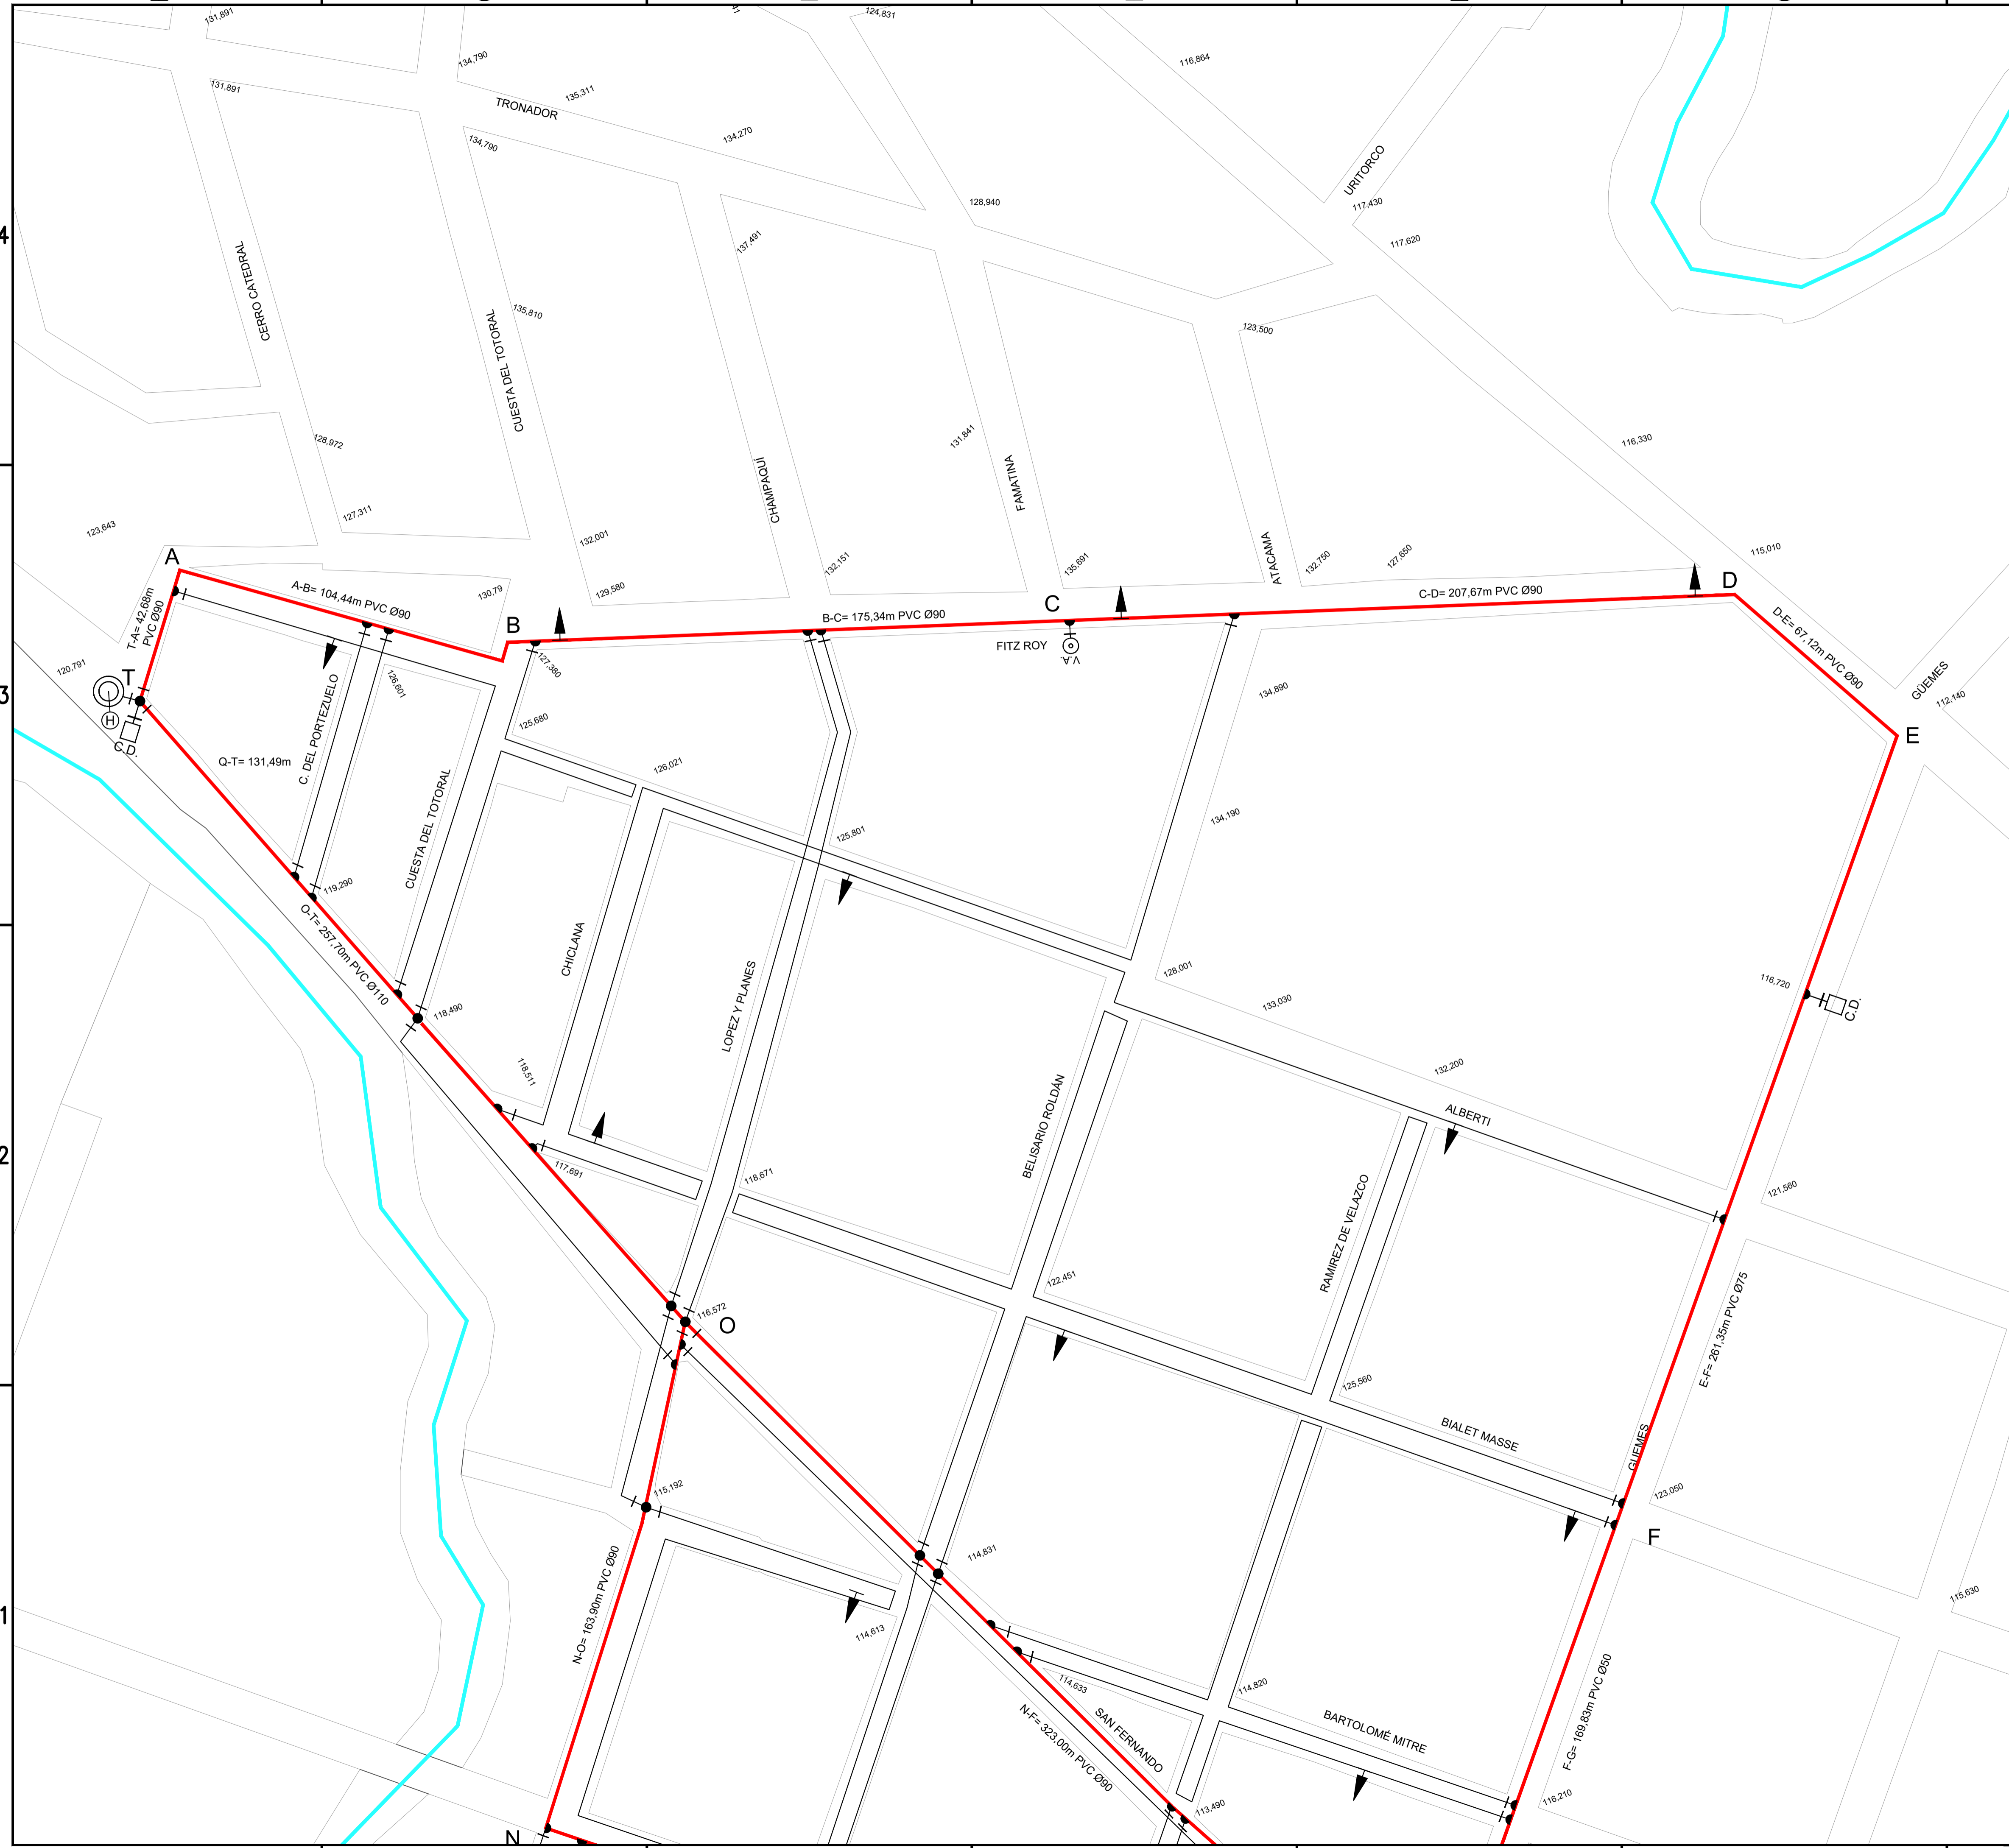 131,891
124,831
134,790
116,864
131,891
135,311
TRONADOR
134,270
134,790
URITORCO
128,940
117,430
4
137,491
117,620
CERRO CATEDRAL
135,810
CUESTA DEL TOTORAL
123,500
128,972
131,841
116,330
CHAMPAQUÍ
FAMATINA
127,311
123,643
132,001
ATACAMA
132,151
135,691
132,750
127,650
115,010
A
T-A= 42,68m
PVC Ø90
A-B= 104,44m PVC Ø90
130,79
129,580
B
B-C= 175,34m PVC Ø90
C
C-D= 207,67m PVC Ø90
D
D-E= 67,12m PVC Ø90
FITZ ROY
V.A.
127,380
120,791
T
H
C.D.
126,601
C. DEL PORTEZUELO
134,890
GÜEMES
112,140
3
E
125,680
Q-T= 131,49m
126,021
CUESTA DEL TOTORAL
125,801
134,190
119,290
O-T= 257,70m PVC Ø110
CHICLANA
LOPEZ Y PLANES
128,001
116,720
C.D.
133,030
118,490
118,511
132,200
BELISARIO ROLDÁN
ALBERTI
2
117,691
118,671
RAMIREZ DE VELAZCO
121,560
122,451
116,572
O
E-F= 261,35m PVC Ø75
125,560
BIALET MASSE
GUEMES
115,192
123,050
F
114,831
N-O= 163,90m PVC Ø90
1
115,630
114,613
114,633
114,820
SAN FERNANDO
N-F= 323,00m PVC Ø90
BARTOLOMÉ MITRE
F-G= 169,83m PVC Ø50
113,490
116,210
N